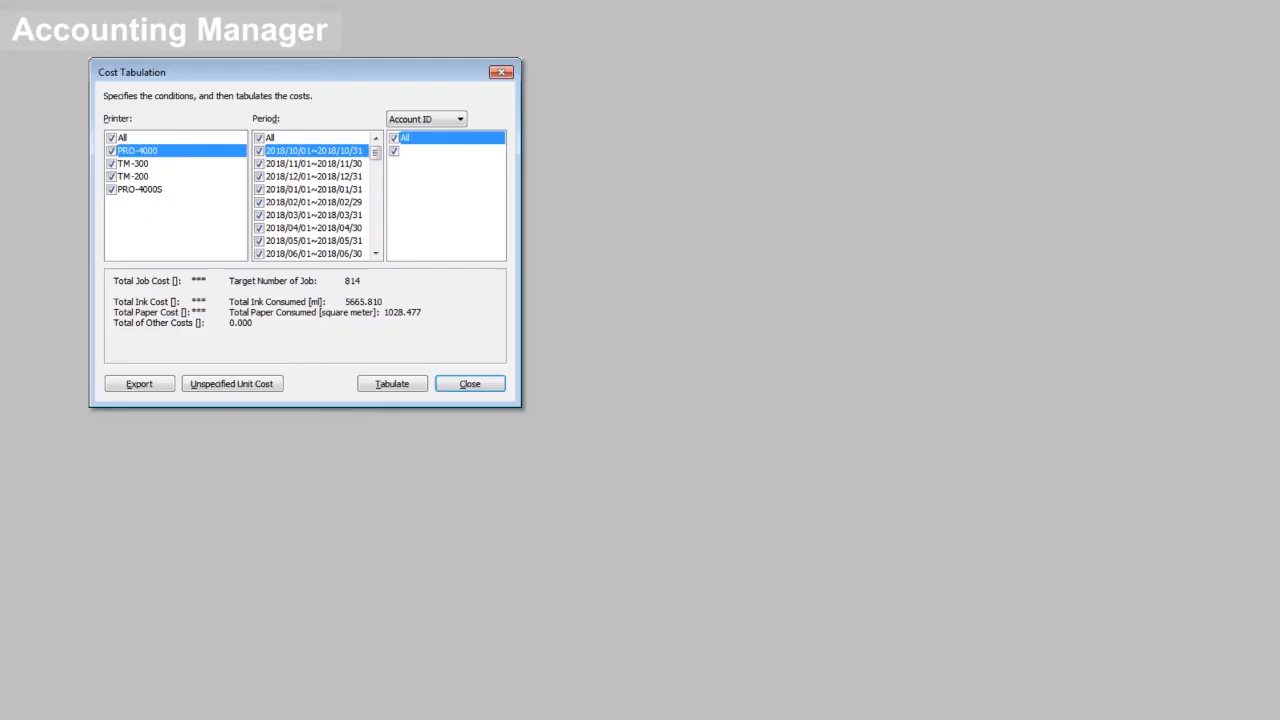 Accounting Manager
Cost Tabulation
Specifies the conditions, and then tabulates the costs.
Printer:
Period:
Account ID
All
PRO-4000
TM-300
TM-200
PRO-4000S
All
2018/10/01~2018/10/31
2018/11/01~2018/11/30
2018/12/01~2018/12/31
2018/01/01~2018/01/31
2018/02/01~2018/02/29
2018/03/01~2018/03/31
2018/04/01~2018/04/30
2018/05/01~2018/05/31
2018/06/01~2018/06/30
All
Total Job Cost []: *** Target Number of Job: 814
Total Ink Cost []: *** Total Ink Consumed [ml]: 5665.810
Total Paper Cost []:*** Total Paper Consumed [square meter]: 1028.477
Total of Other Costs []: 0.000
Export
Unspecified Unit Cost
Tabulate
Close